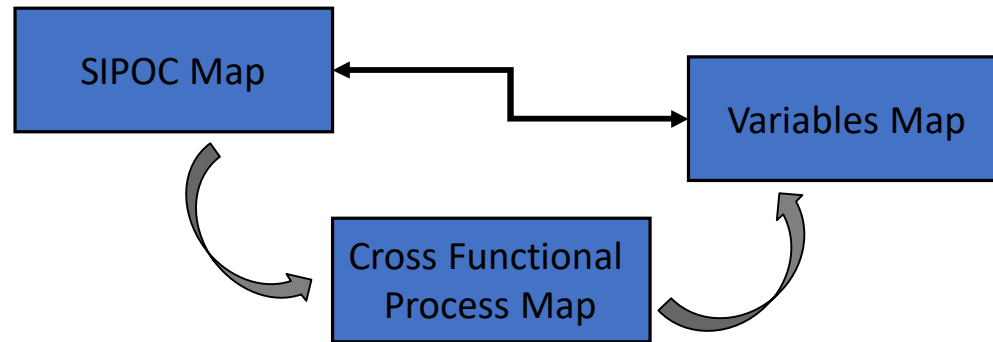 SIPOC Map
Variables Map
Cross Functional
Process Map